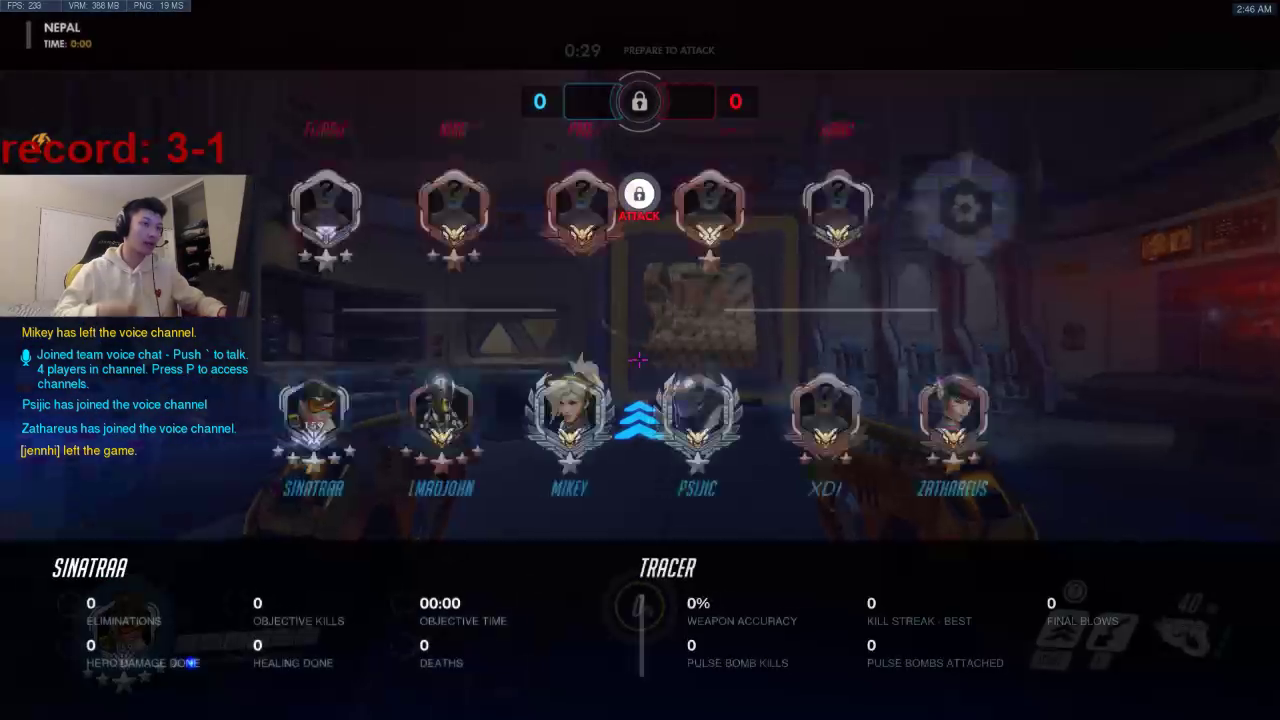 FPS: 233 VRM: 388 MB PNG: 19 MS
2:46 AM
NEPAL
TIME: 0:00
0:29 PREPARE TO ATTACK
0
0
record: 3-1
ATTACK
Mikey has left the voice channel.
Joined team voice chat - Push ` to talk.
4 players in channel. Press P to access
channels.
Psijic has joined the voice channel
Zathareus has joined the voice channel.
[jennhi] left the game.
159
SINATRAA
IMADJOHN
MIKEY
PSIJIC
XDI
ZATHAREUS
SINATRAA
TRACER
0
ELIMINATIONS
0
OBJECTIVE KILLS
00:00
OBJECTIVE TIME
0%
WEAPON ACCURACY
0
KILL STREAK - BEST
0
FINAL BLOWS
0
HERO DAMAGE DONE
0
HEALING DONE
0
DEATHS
0
PULSE BOMB KILLS
0
PULSE BOMBS ATTACHED
40